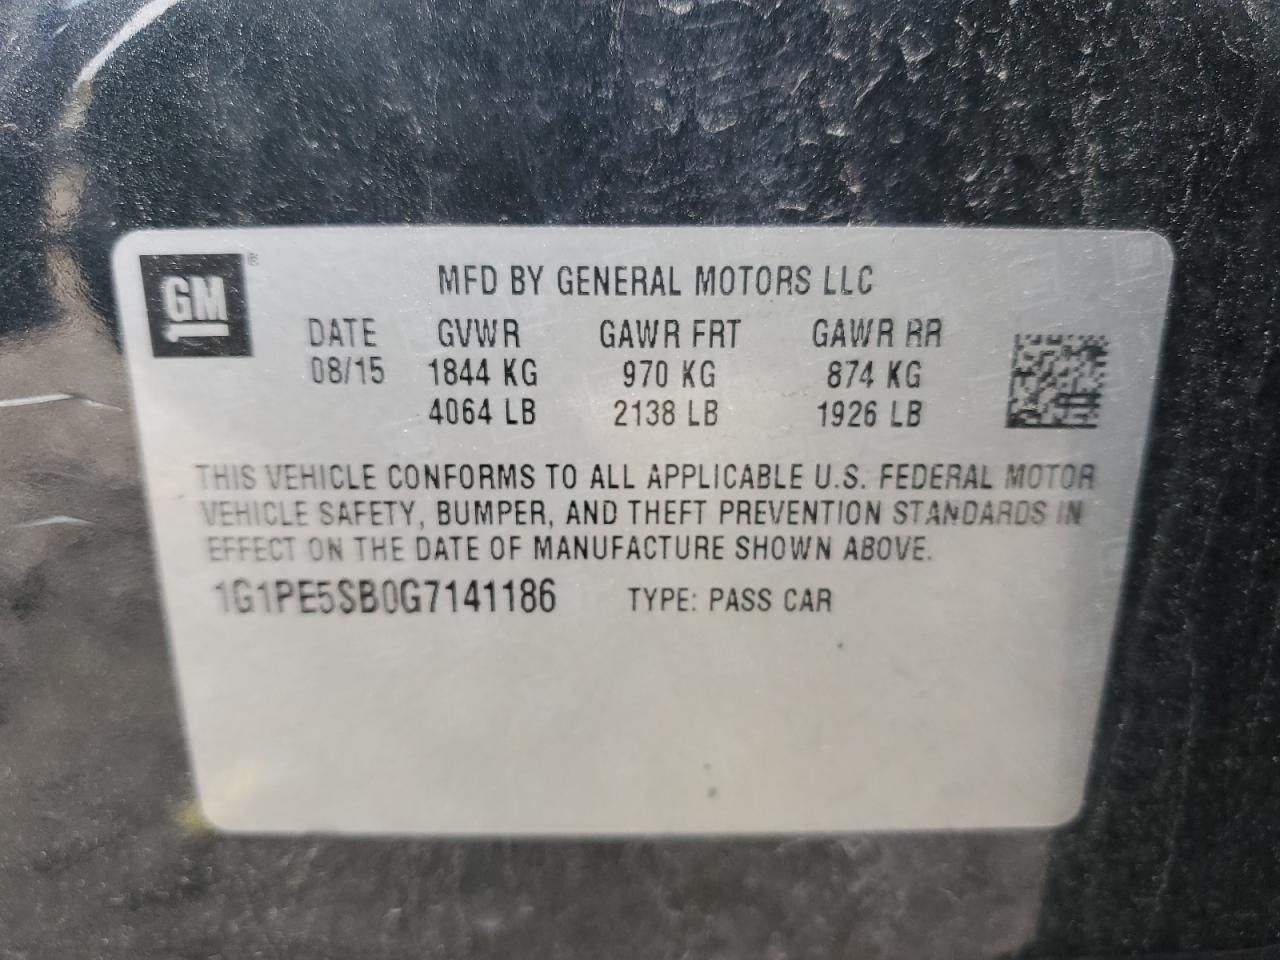 GM®
MFD BY GENERAL MOTORS LLC
DATE GVWR GAWR FRT GAWR RR
08/15 1844 KG 970 KG 874 KG
4064 LB 2138 LB 1926 LB
THIS VEHICLE CONFORMS TO ALL APPLICABLE U.S. FEDERAL MOTOR
VEHICLE SAFETY, BUMPER, AND THEFT PREVENTION STANDARDS IN
EFFECT ON THE DATE OF MANUFACTURE SHOWN ABOVE.
1G1PE5SB0G7141186 TYPE: PASS CAR